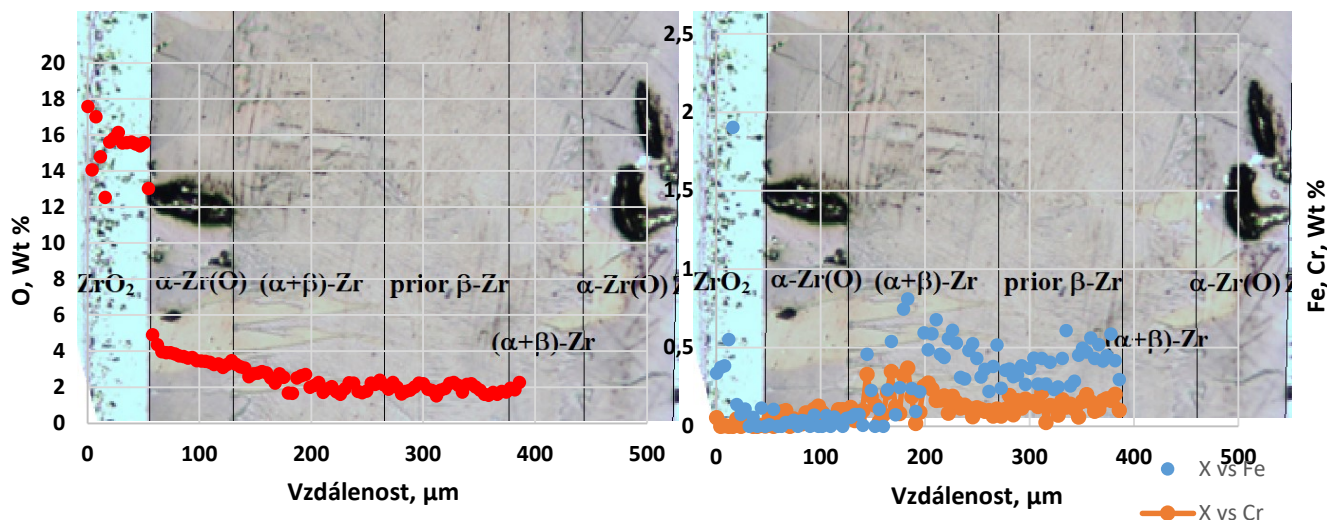 20
18
16
14
12
10
8
6
4
2
0
O, Wt %
0 100 200 300 400 500
Vzdálenost, µm
ZrO₂ α-Zr(O) (α+β)-Zr prior β-Zr α-Zr(O)
(α+β)-Zr
2,5
2
1,5
1
0,5
0
Fe, Cr, Wt %
0 100 200 300 400 500
Vzdálenost, µm
ZrO₂ α-Zr(O) (α+β)-Zr prior β-Zr α-Zr(O)
(α+β)-Zr
X vs Fe
X vs Cr